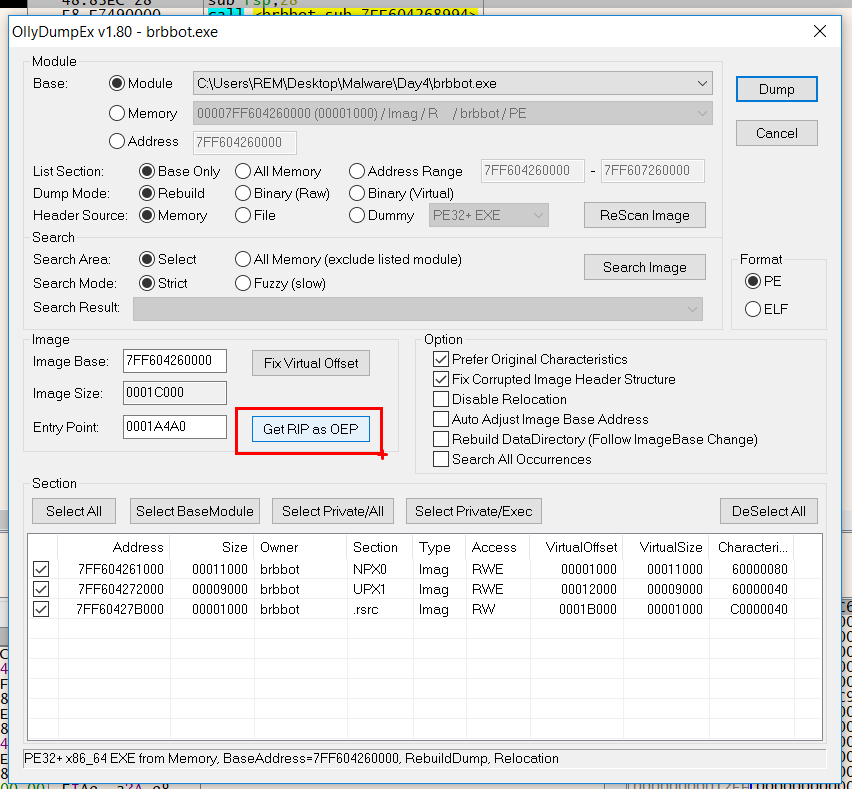 48:83EC 28 sub rsp,28
E8 E7490000 call <brbbot.sub_7FF604268994>
OllyDumpEx v1.80 - brbbot.exe
Module
Base: Module C:\Users\REM\Desktop\Malware\Day4\brbbot.exe Dump
Memory 00007FF604260000 (00001000) / Imag / R / brbbot / PE
Cancel
Address 7FF604260000
List Section: Base Only All Memory Address Range 7FF604260000 - 7FF607260000
Dump Mode: Rebuild Binary (Raw) Binary (Virtual)
Header Source: Memory File Dummy PE32+ EXE ReScan Image
Search
Search Area: Select All Memory (exclude listed module) Search Image
Search Mode: Strict Fuzzy (slow)
Search Result:
Format
PE
ELF
Image
Image Base: 7FF604260000 Fix Virtual Offset
Image Size: 0001C000
Entry Point: 0001A4A0 Get RIP as OEP
Option
Prefer Original Characteristics
Fix Corrupted Image Header Structure
Disable Relocation
Auto Adjust Image Base Address
Rebuild DataDirectory (Follow ImageBase Change)
Search All Occurrences
Section
Select All Select BaseModule Select Private/All Select Private/Exec DeSelect All
Address Size Owner Section Type Access VirtualOffset VirtualSize Characteri...
7FF604261000 00011000 brbbot NPX0 Imag RWE 00001000 00011000 60000080
7FF604272000 00009000 brbbot UPX1 Imag RWE 00012000 00009000 60000040
7FF60427B000 00001000 brbbot .rsrc Imag RW 0001B000 00001000 C0000040
PE32+ x86_64 EXE from Memory, BaseAddress=7FF604260000, RebuildDump, Relocation